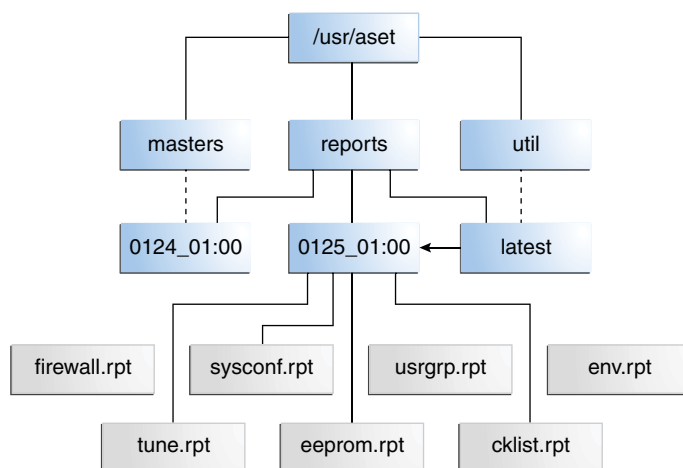 /usr/aset
masters
reports
util
0124_01:00
0125_01:00
latest
firewall.rpt
sysconf.rpt
usrgrp.rpt
env.rpt
tune.rpt
eeprom.rpt
cklist.rpt